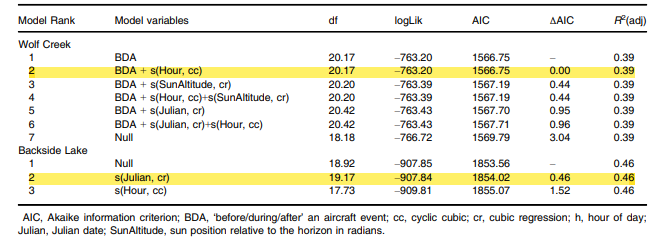 Model Rank Model variables df logLik AIC ΔAIC R²(adj)
Wolf Creek
1 BDA 20.17 −763.20 1566.75 – 0.39
2 BDA + s(Hour, cc) 20.17 −763.20 1566.75 0.00 0.39
3 BDA + s(SunAltitude, cr) 20.20 −763.39 1567.19 0.44 0.39
4 BDA + s(Hour, cc)+s(SunAltitude, cr) 20.20 −763.39 1567.19 0.44 0.39
5 BDA + s(Julian, cr) 20.42 −763.43 1567.70 0.95 0.39
6 BDA + s(Julian, cr)+s(Hour, cc) 20.42 −763.43 1567.71 0.96 0.39
7 Null 18.18 −766.72 1569.79 3.04 0.39
Backside Lake
1 Null 18.92 −907.85 1853.56 – 0.46
2 s(Julian, cr) 19.17 −907.84 1854.02 0.46 0.46
3 s(Hour, cc) 17.73 −909.81 1855.07 1.52 0.46
AIC, Akaike information criterion; BDA, 'before/during/after' an aircraft event; cc, cyclic cubic; cr, cubic regression; h, hour of day;
Julian, Julian date; SunAltitude, sun position relative to the horizon in radians.